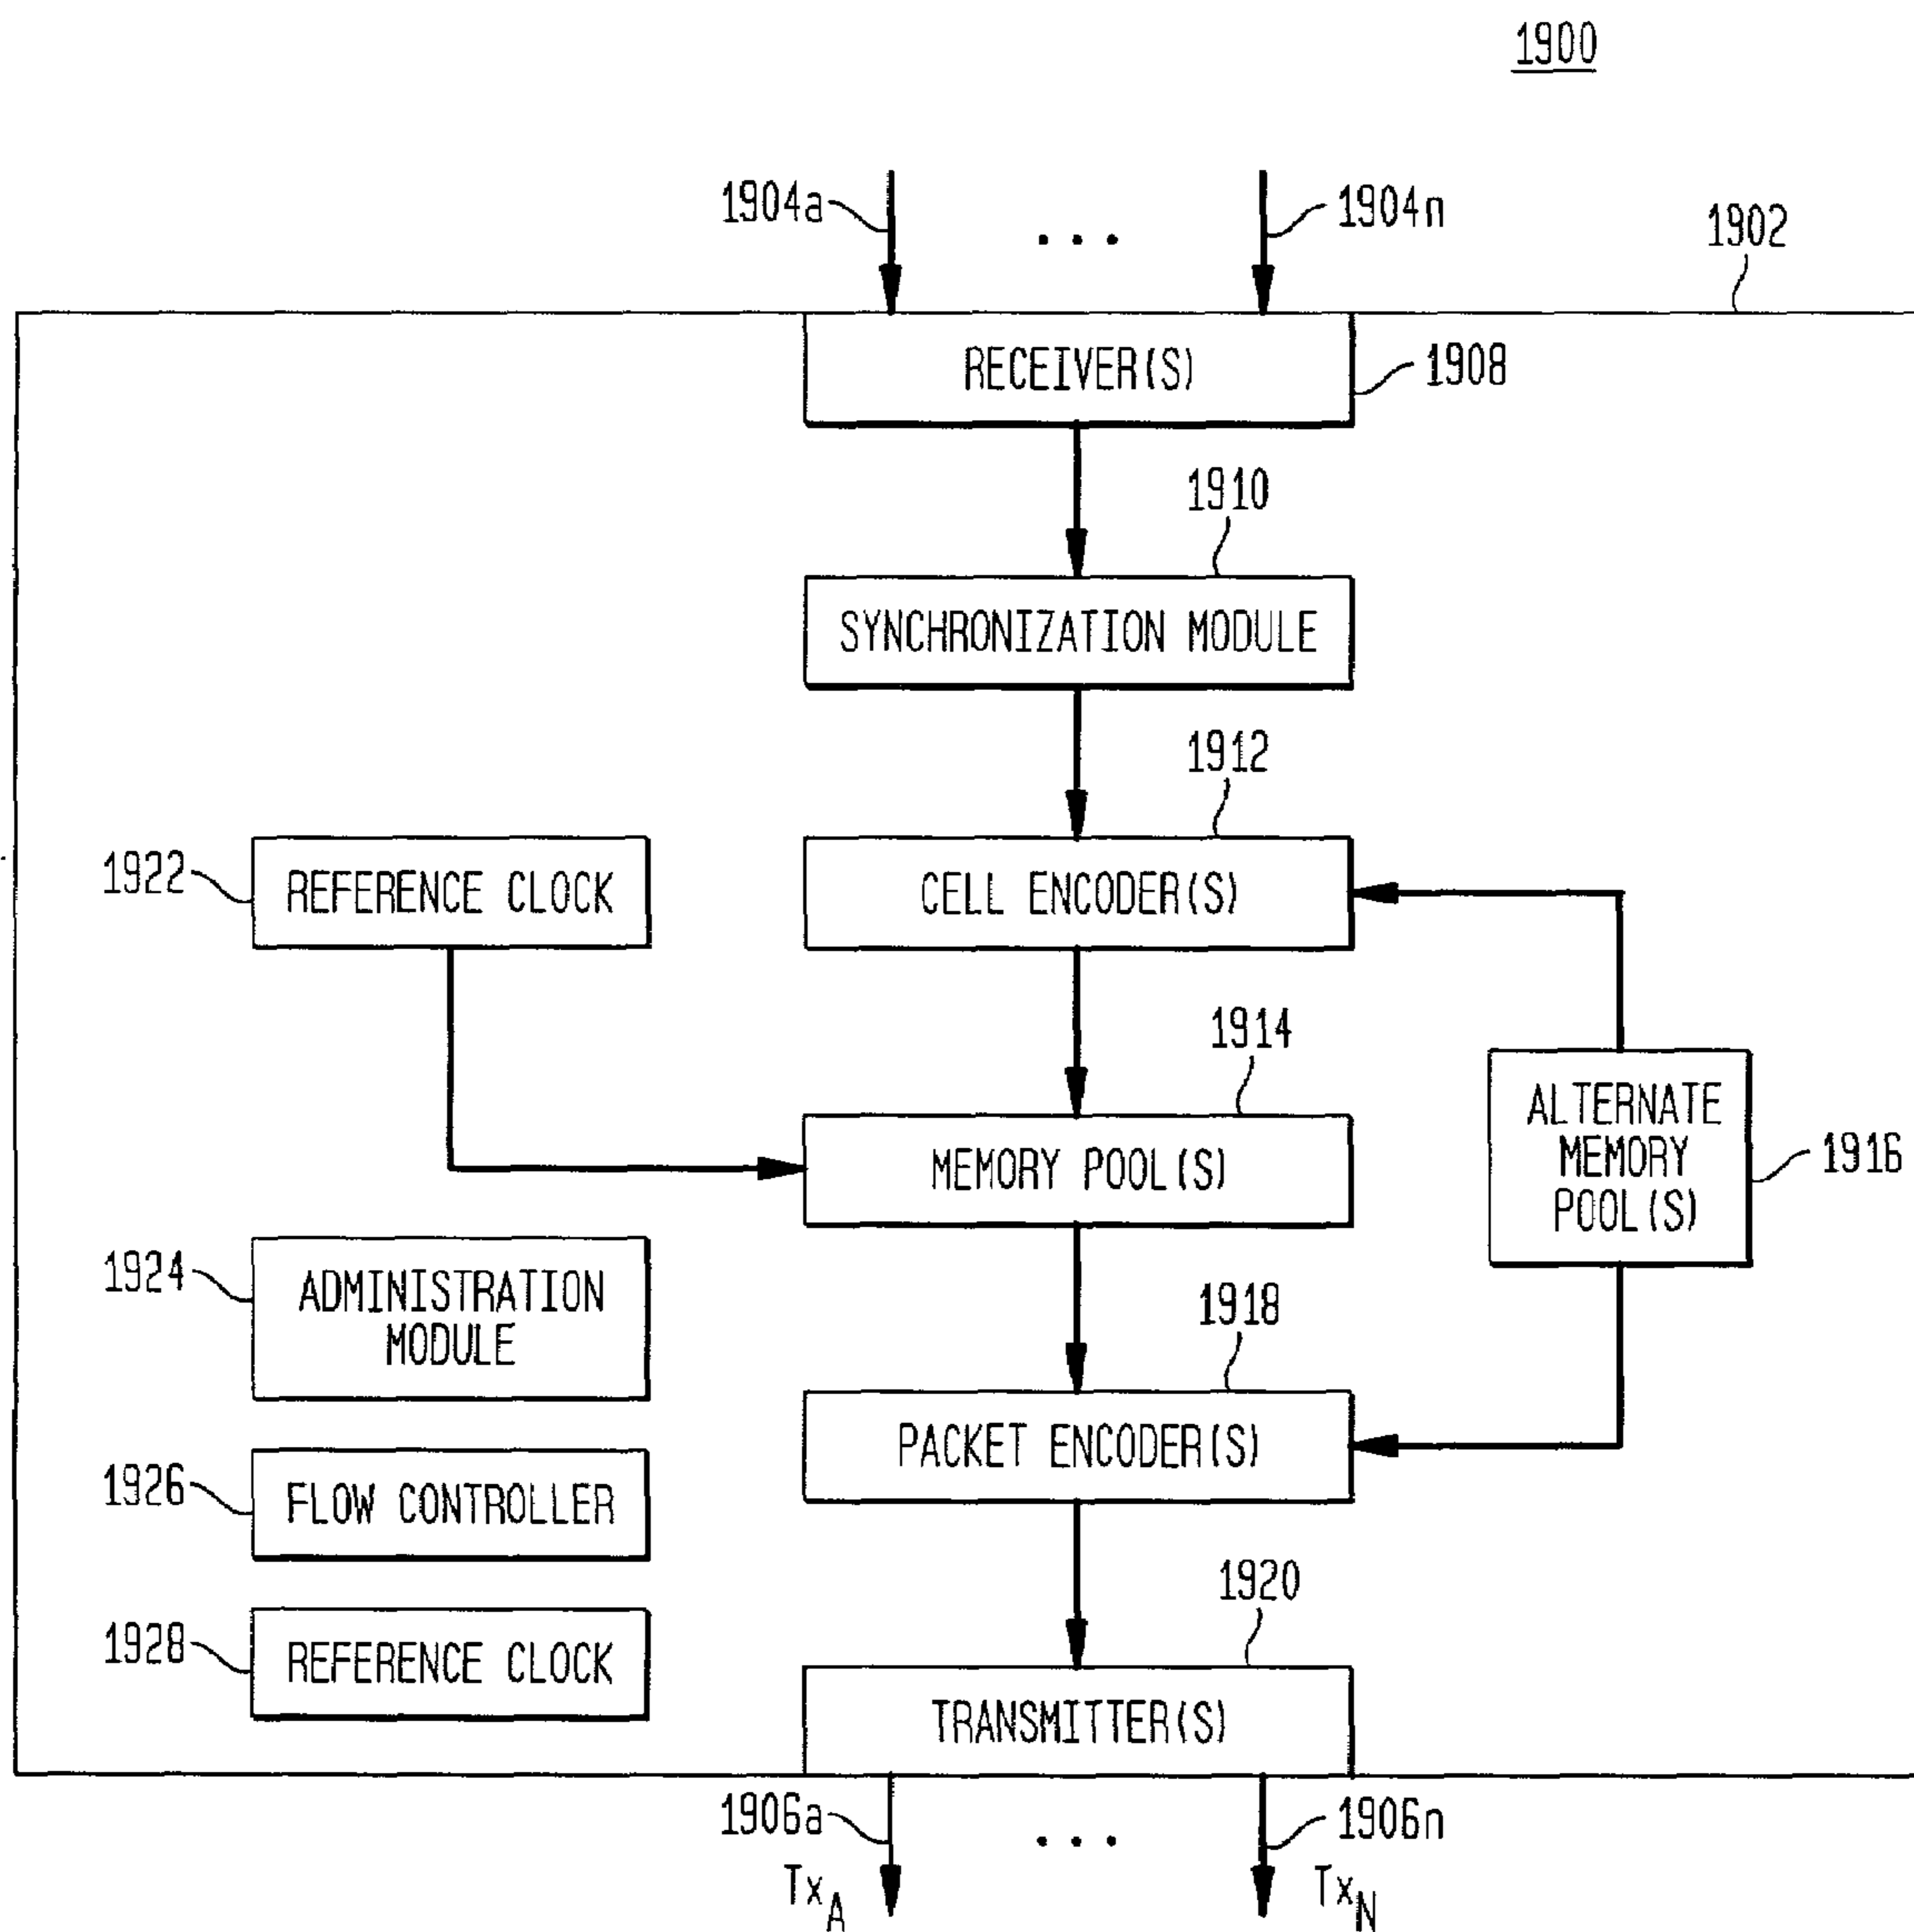 1900
1904a
1904n
1902
RECEIVER(S)
1908
1910
SYNCHRONIZATION MODULE
1912
1922
REFERENCE CLOCK
CELL ENCODER(S)
1914
MEMORY POOL(S)
ALTERNATE
MEMORY
POOL(S)
1916
1924
ADMINISTRATION
MODULE
1918
PACKET ENCODER(S)
1926
FLOW CONTROLLER
1920
1928
REFERENCE CLOCK
TRANSMITTER(S)
1906a
1906n
TxA
TxN